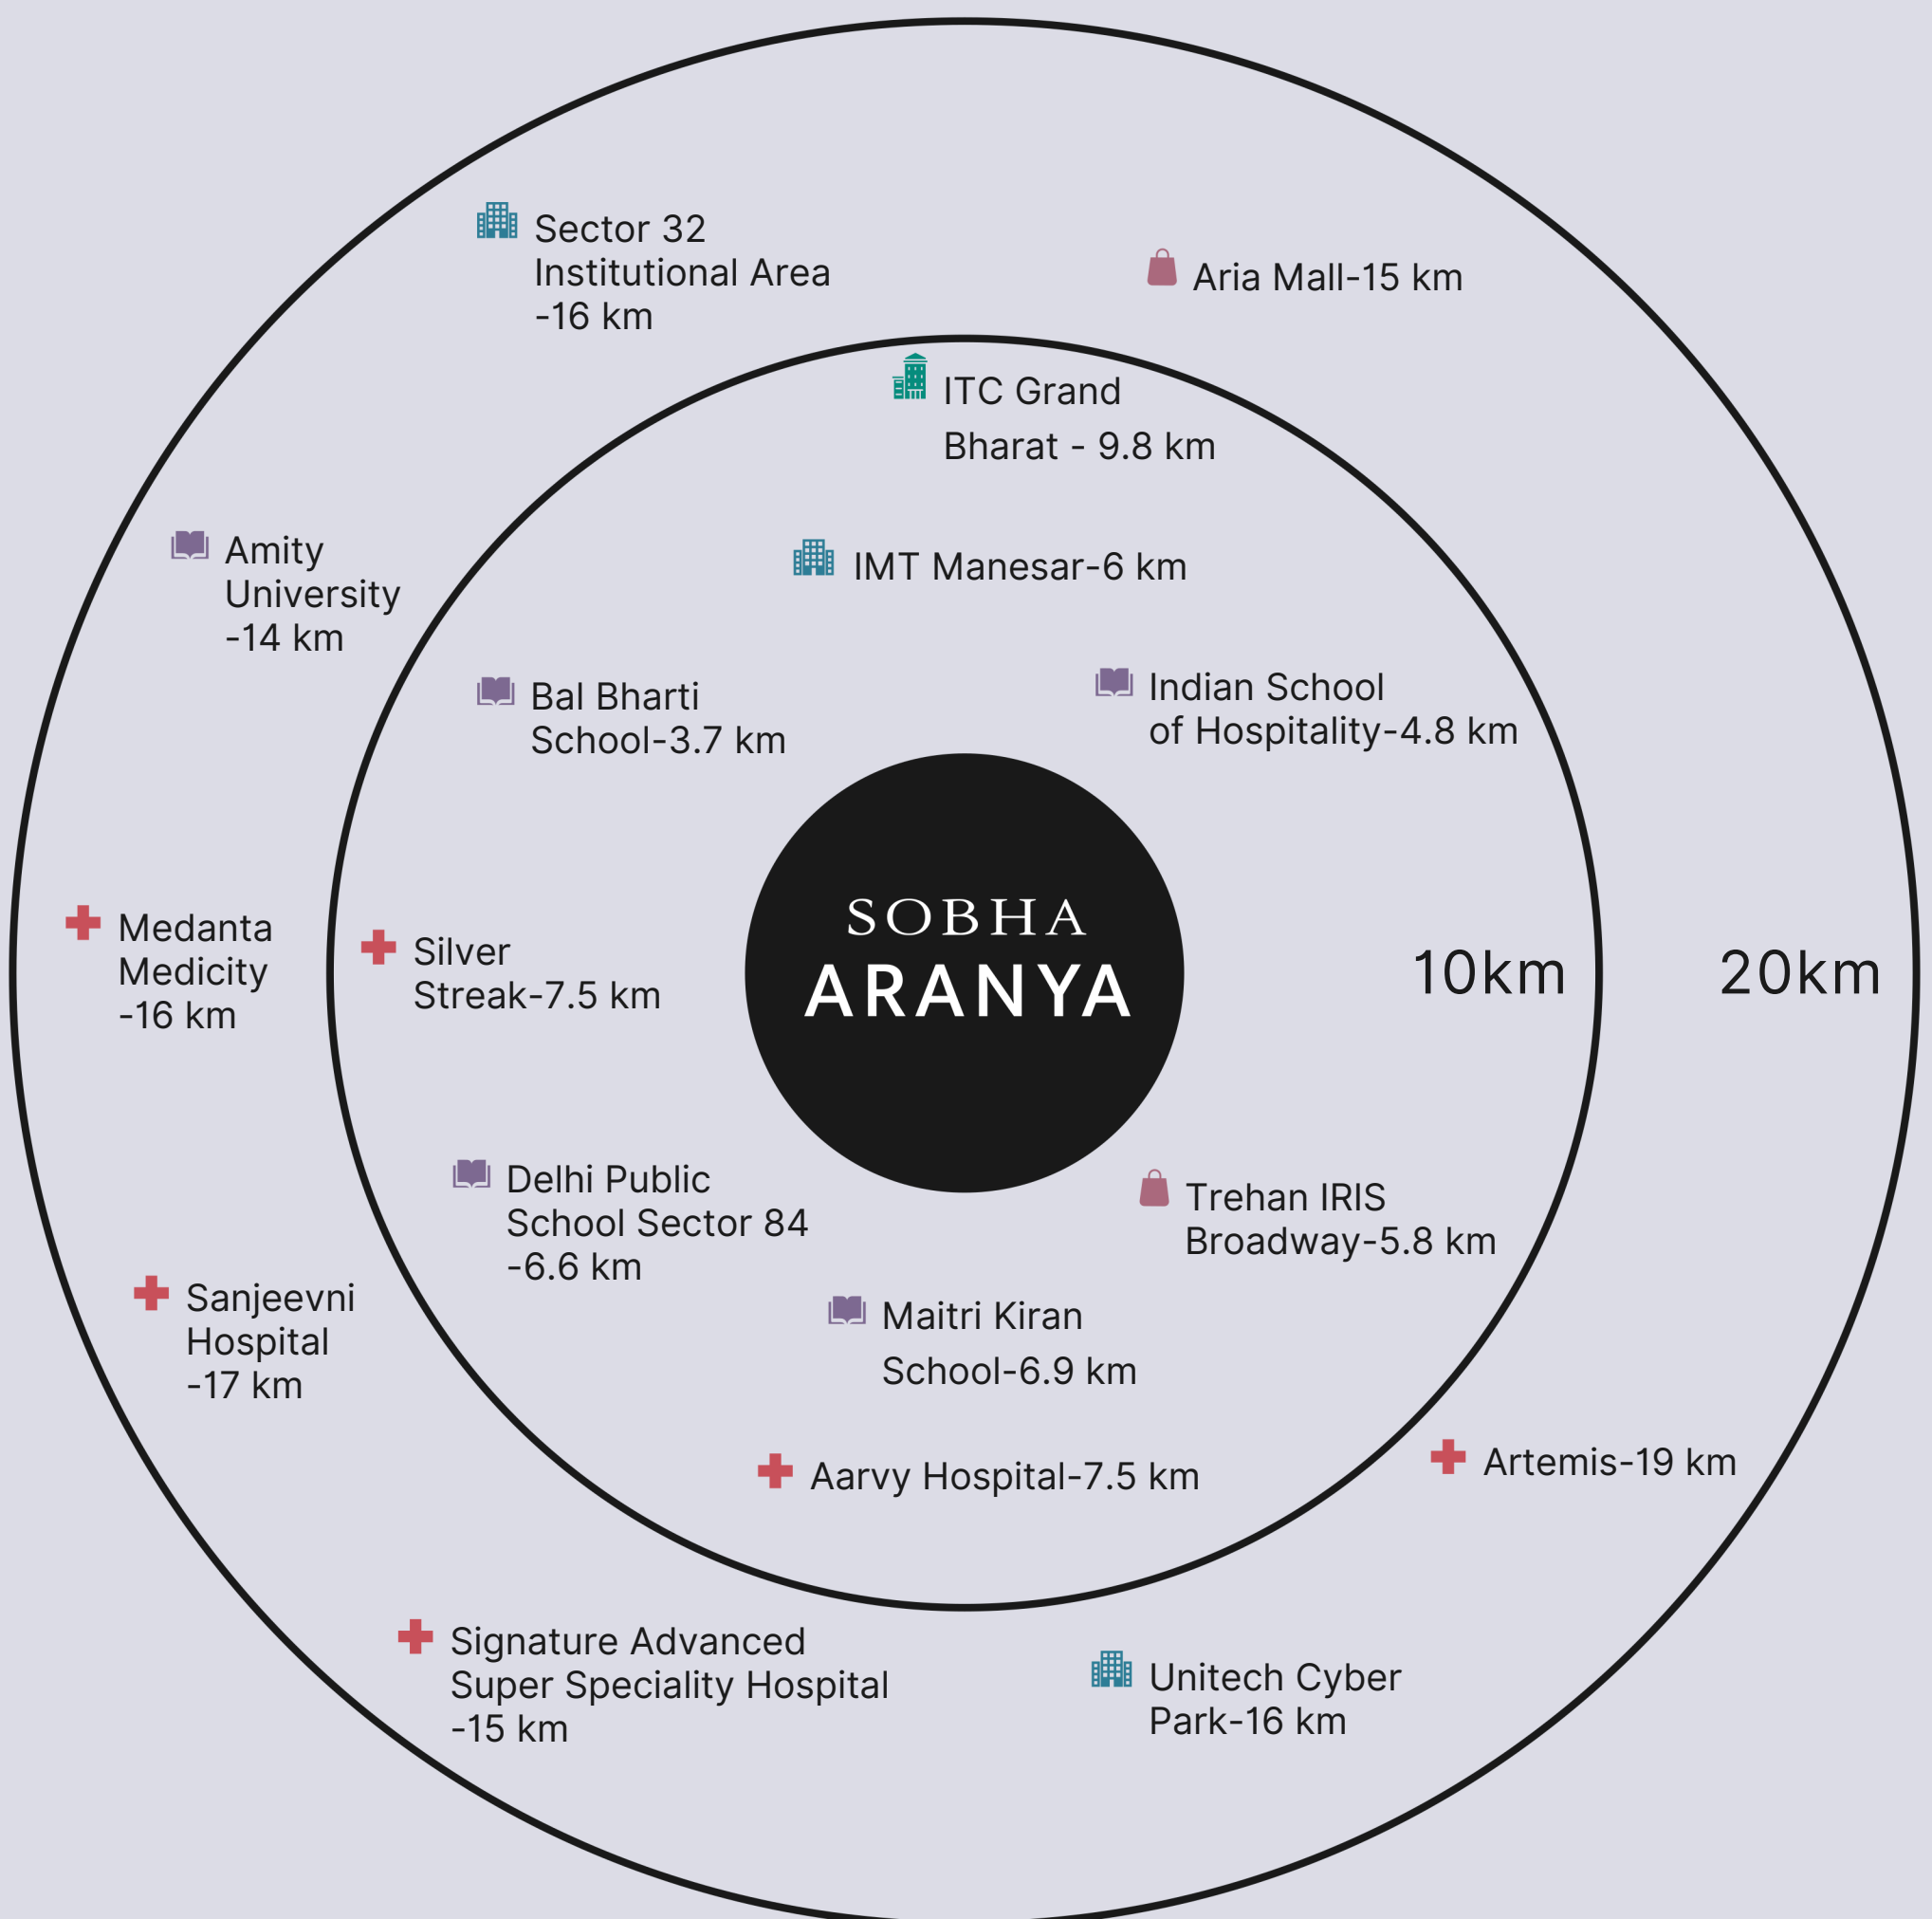 Sector 32
Institutional Area
-16 km
Aria Mall-15 km
ITC Grand
Bharat - 9.8 km
Amity
University
-14 km
IMT Manesar-6 km
Bal Bharti
School-3.7 km
Indian School
of Hospitality-4.8 km
Medanta
Medicity
-16 km
Silver
Streak-7.5 km
SOBHA
ARANYA
10km
20km
Delhi Public
School Sector 84
-6.6 km
Trehan IRIS
Broadway-5.8 km
Sanjeevni
Hospital
-17 km
Maitri Kiran
School-6.9 km
Aarvy Hospital-7.5 km
Artemis-19 km
Signature Advanced
Super Speciality Hospital
-15 km
Unitech Cyber
Park-16 km